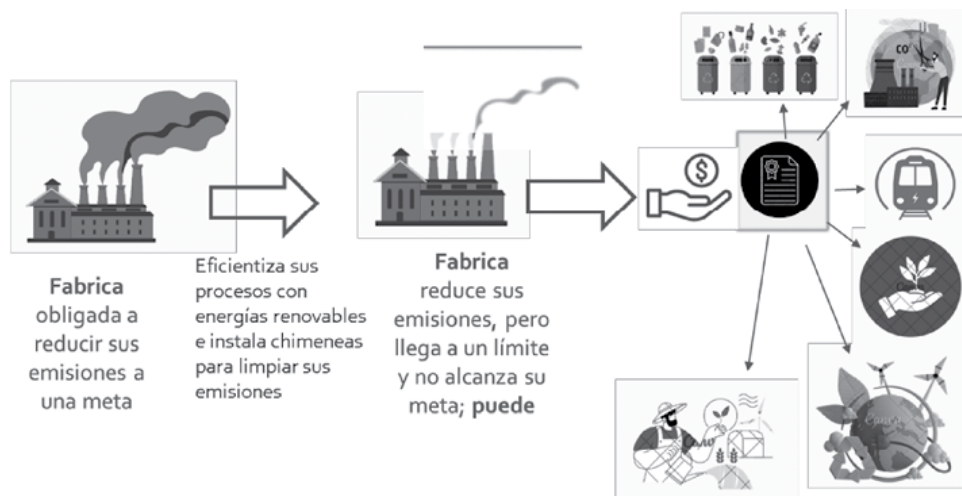 Fabrica
obligada a
reducir sus
emisiones a
una meta
Eficientiza sus
procesos con
energías renovables
e instala chimeneas
para limpiar sus
emisiones
Fabrica
reduce sus
emisiones, pero
llega a un límite
y no alcanza su
meta; puede
$
CO